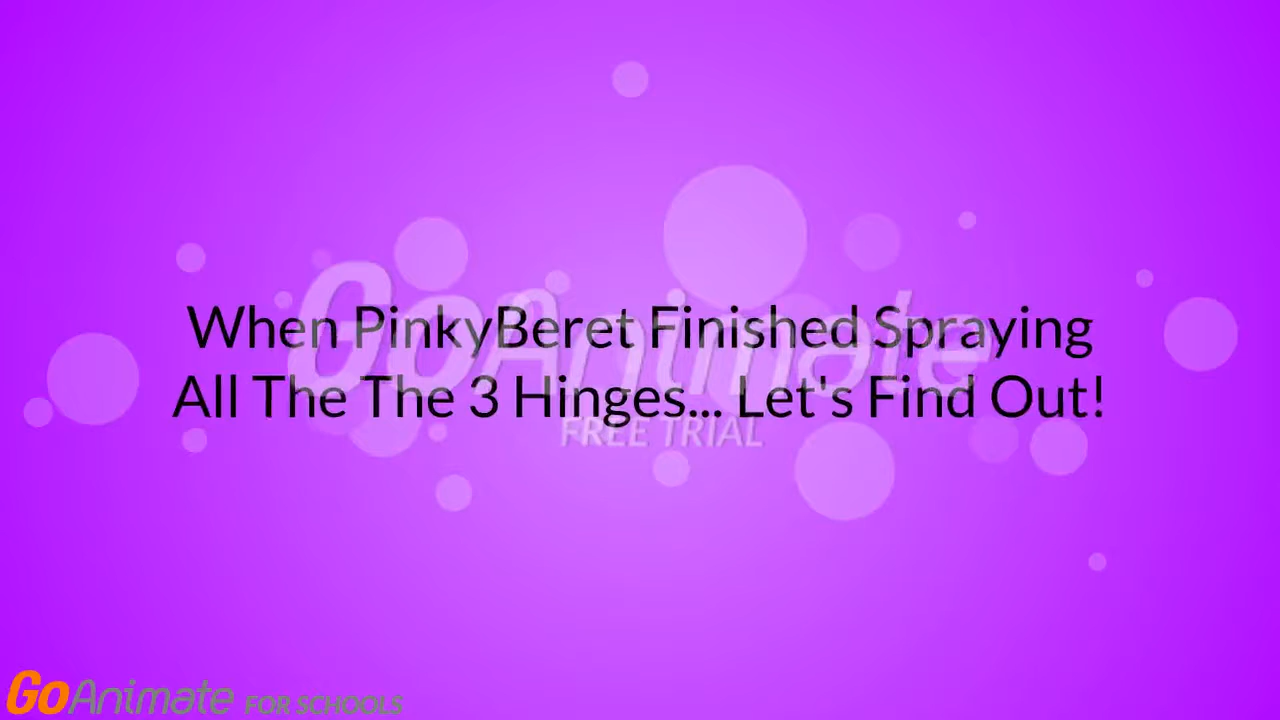 When PinkyBeret Finished Spraying
All The The 3 Hinges... Let's Find Out!
GoAnimate
FREE TRIAL
GoAnimate FOR SCHOOLS